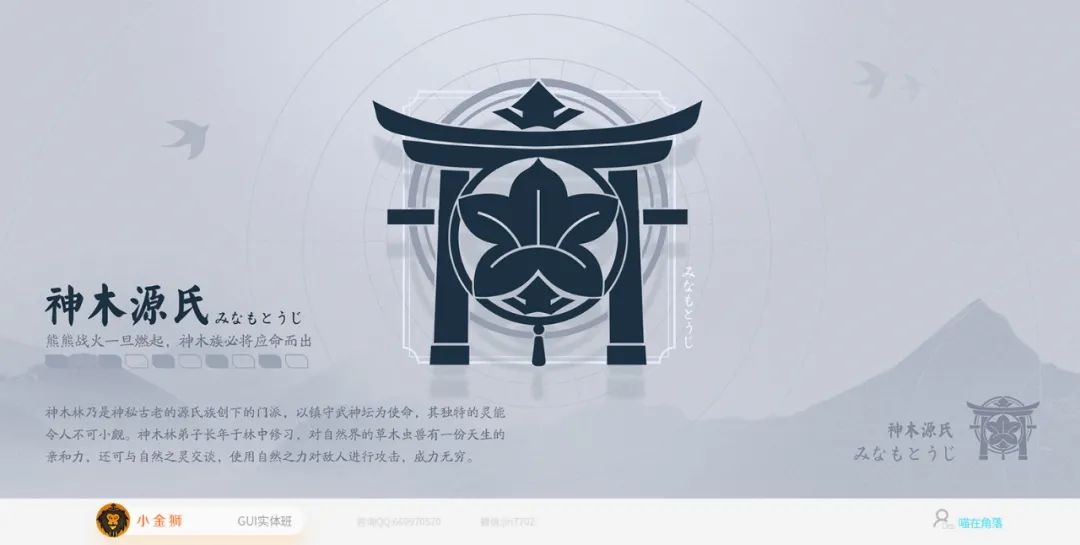 みなもとうじ
神木源氏 みなもとうじ
熊熊战火一旦燃起，神木族必将应命而出
神木林乃是神秘古老的源氏族创下的门派，以镇守武神坛为使命，其独特的灵能
令人不可小觑。神木林弟子长年于林中修习，对自然界的草木虫兽有一份天生的
亲和力，还可与自然之灵交谈，使用自然之力对敌人进行攻击，威力无穷。
神木源氏
みなもとうじ
小金狮 GUI实体班 咨询QQ:669970570 喵在角落